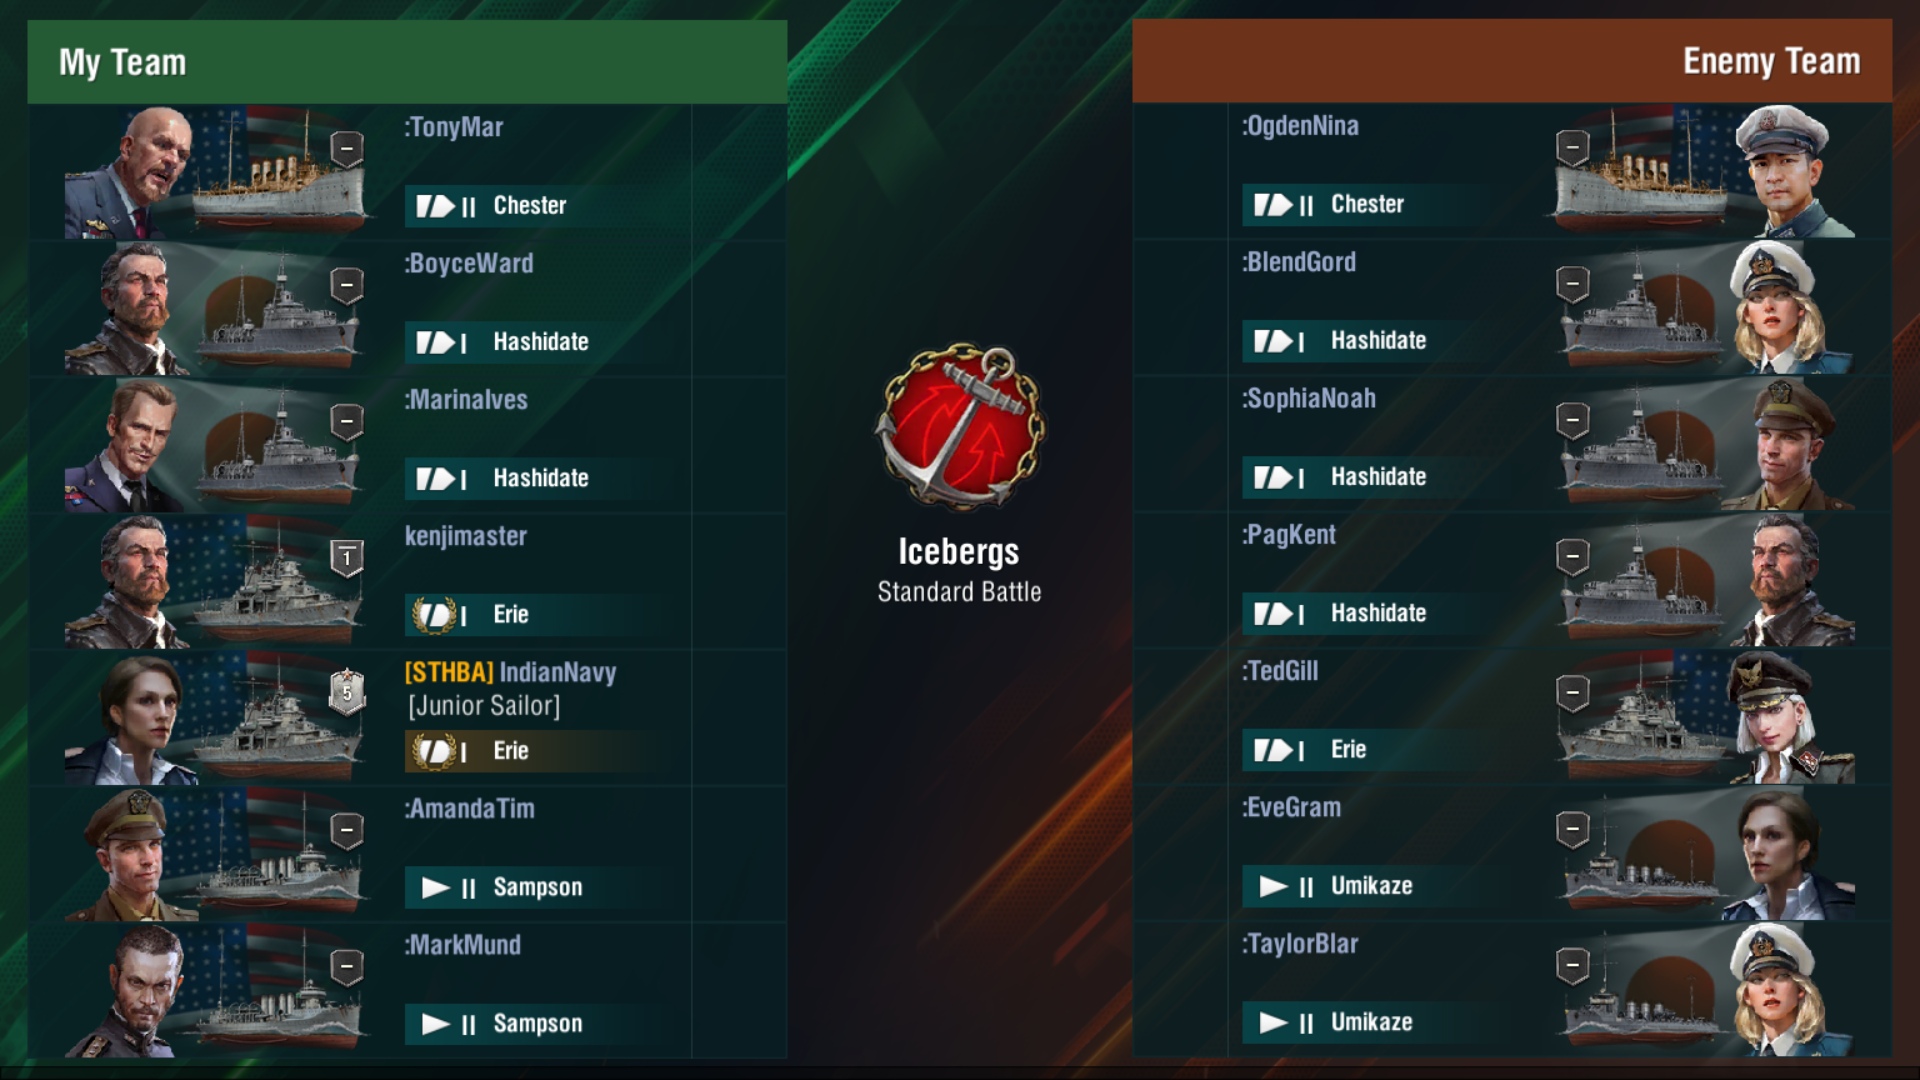 My Team
:TonyMar
II Chester
:BoyceWard
I Hashidate
:Marinalves
I Hashidate
kenjimaster
1
I Erie
[STHBA] IndianNavy
5
[Junior Sailor]
I Erie
:AmandaTim
II Sampson
:MarkMund
II Sampson
Icebergs
Standard Battle
Enemy Team
:OgdenNina
II Chester
:BlendGord
I Hashidate
:SophiaNoah
I Hashidate
:PagKent
I Hashidate
:TedGill
I Erie
:EveGram
II Umikaze
:TaylorBlar
II Umikaze